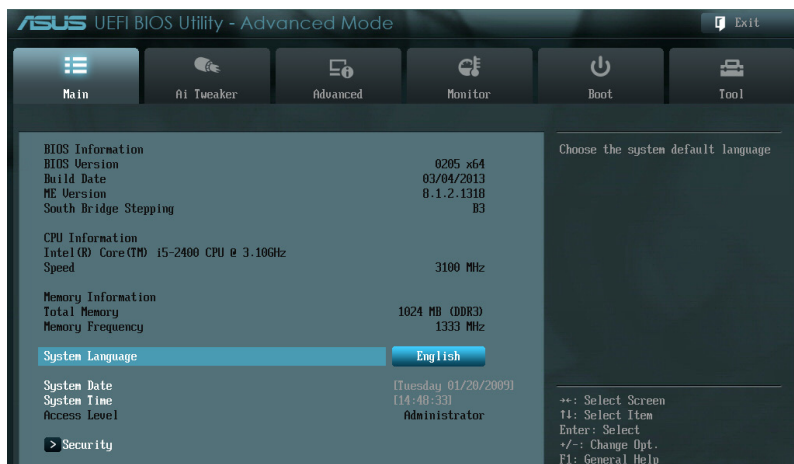 ASUS UEFI BIOS Utility - Advanced Mode
Exit
Main
Ai Tweaker
Advanced
Monitor
Boot
Tool
BIOS Information
BIOS Version 0205 x64
Build Date 03/04/2013
ME Version 8.1.2.1318
South Bridge Stepping B3
CPU Information
Intel(R) Core(TM) i5-2400 CPU @ 3.10GHz
Speed 3100 MHz
Memory Information
Total Memory 1024 MB (DDR3)
Memory Frequency 1333 MHz
System Language English
System Date [Tuesday 01/20/2009]
System Time [14:48:33]
Access Level Administrator
> Security
Choose the system default language
→←: Select Screen
↑↓: Select Item
Enter: Select
+/-: Change Opt.
F1: General Help